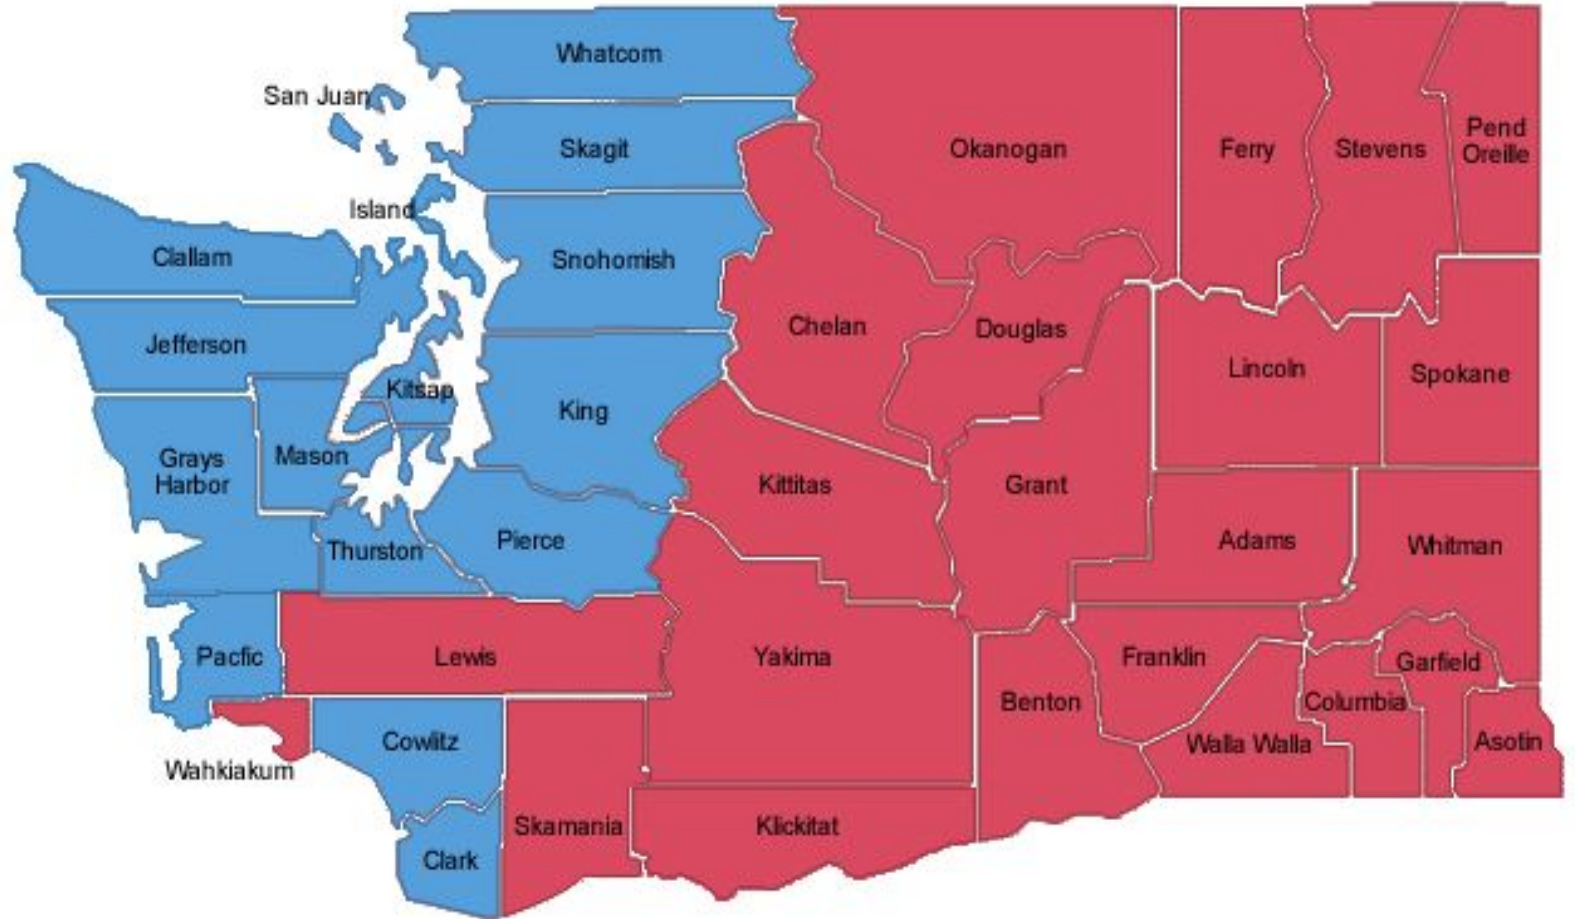 Whatcom
San Juan
Skagit
Okanogan
Ferry
Stevens
Pend
Oreille
Island
Clallam
Snohomish
Jefferson
Chelan
Douglas
Lincoln
Spokane
Kitsap
King
Grays
Harbor
Mason
Kittitas
Grant
Thurston
Pierce
Adams
Whitman
Pacfic
Lewis
Yakima
Franklin
Garfield
Benton
Columbia
Cowlitz
Walla Walla
Asotin
Wahkiakum
Skamania
Klickitat
Clark